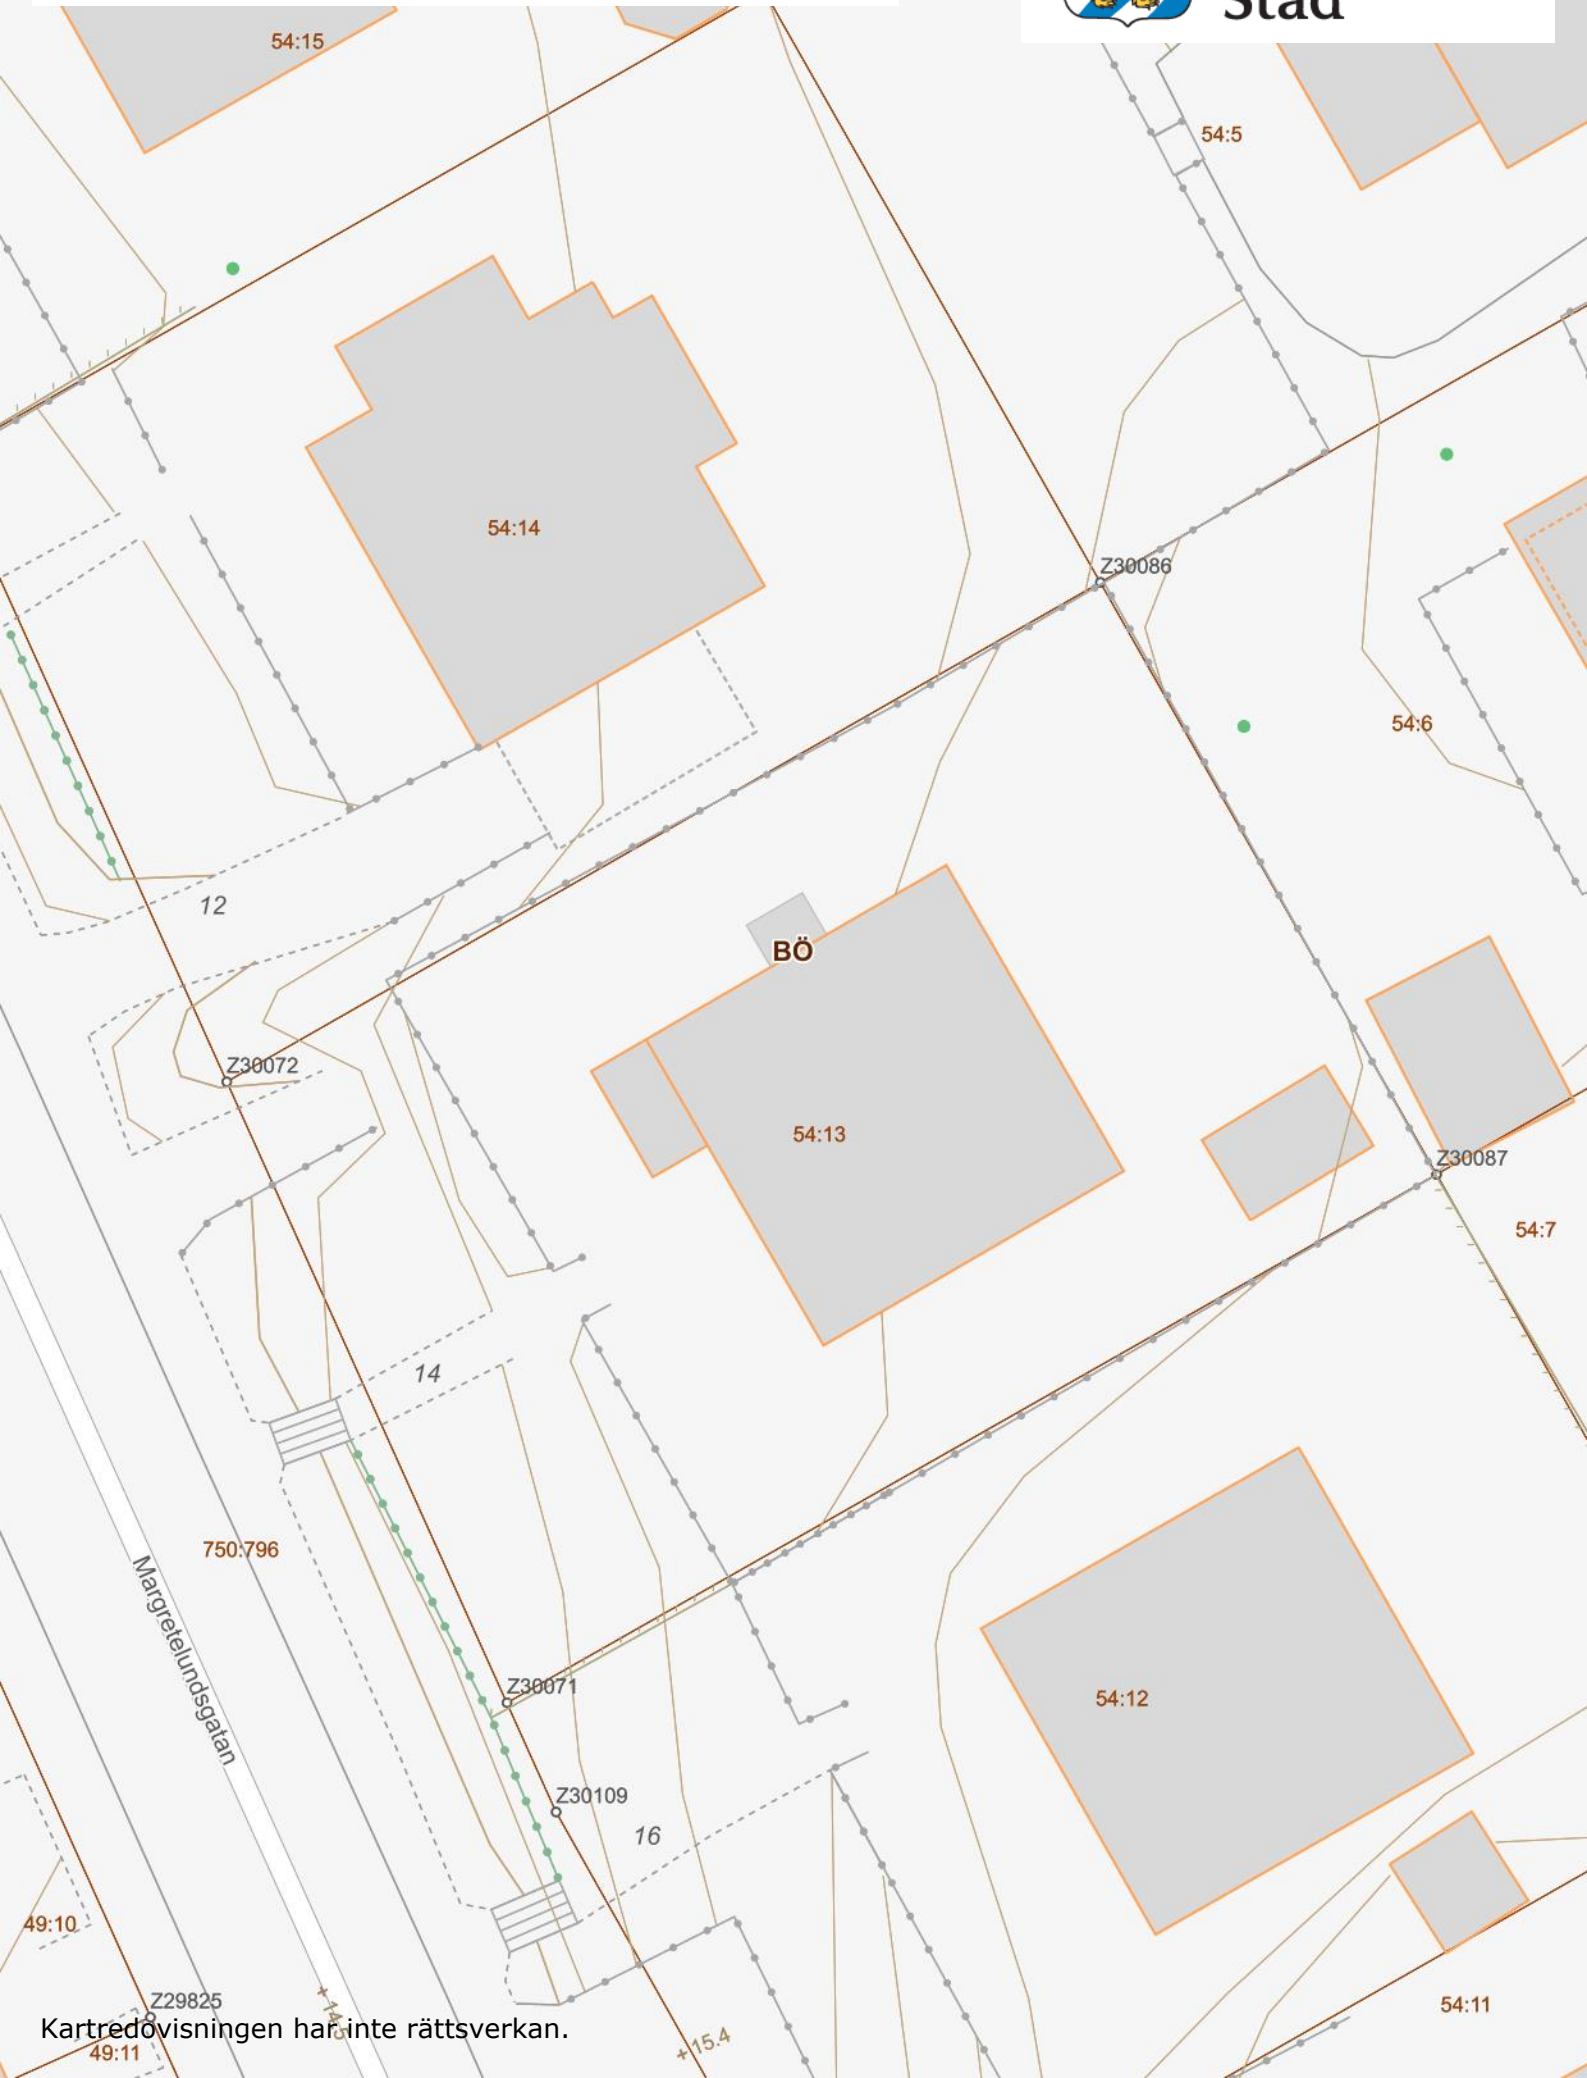 Stad
54:15
54:5
54:14
Z30086
54:6
12
BÖ
Z30072
54:13
Z30087
54:7
14
750:796
Margretelundsgatan
Z30071
54:12
Z30109
16
49:10
Z29825
+14.5
54:11
Kartredovisningen har inte rättsverkan.
49:11
+15.4